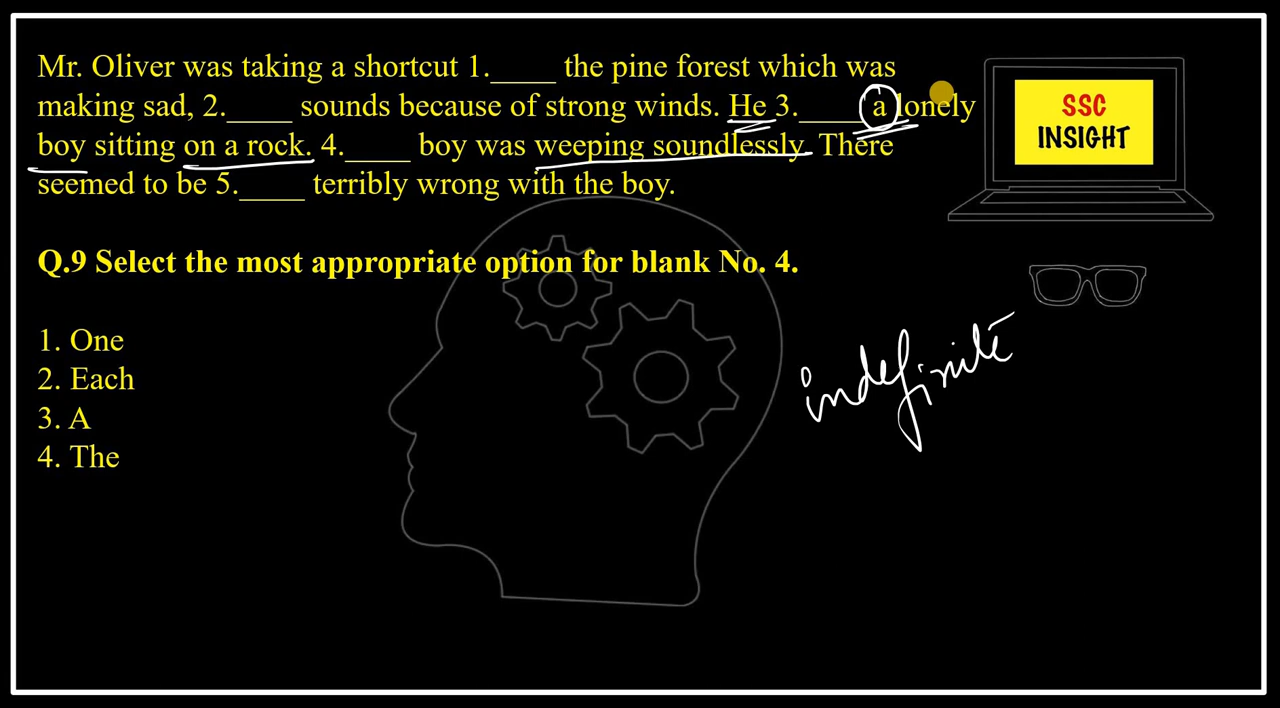 Mr. Oliver was taking a shortcut 1.____ the pine forest which was
making sad, 2.____ sounds because of strong winds. He 3.____ a lonely
boy sitting on a rock. 4.____ boy was weeping soundlessly. There
seemed to be 5.____ terribly wrong with the boy.
SSC
INSIGHT
Q.9 Select the most appropriate option for blank No. 4.
1. One
2. Each
3. A
4. The
indefinite